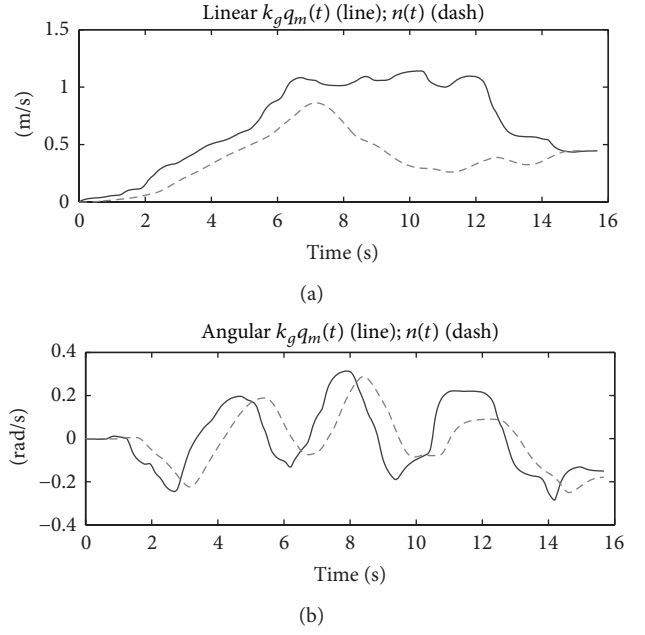 Linear k_g q_m(t) (line); n(t) (dash)
1.5
1
0.5
0
(m/s)
0 2 4 6 8 10 12 14 16
Time (s)
(a)
Angular k_g q_m(t) (line); n(t) (dash)
0.4
0.2
0
−0.2
−0.4
(rad/s)
0 2 4 6 8 10 12 14 16
Time (s)
(b)